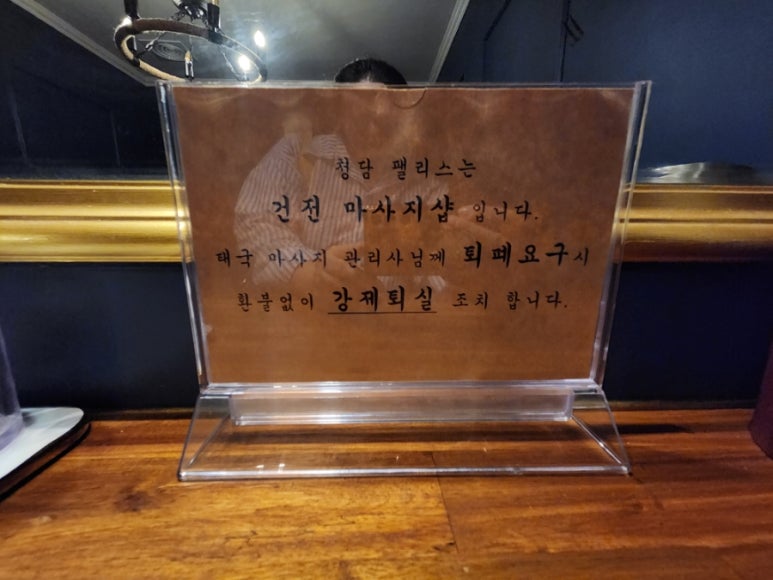 청담 팰리스는
건전 마사지샵 입니다.
태국 마사지 관리사님께 퇴폐요구시
환불없이 강제퇴실 조치 합니다.